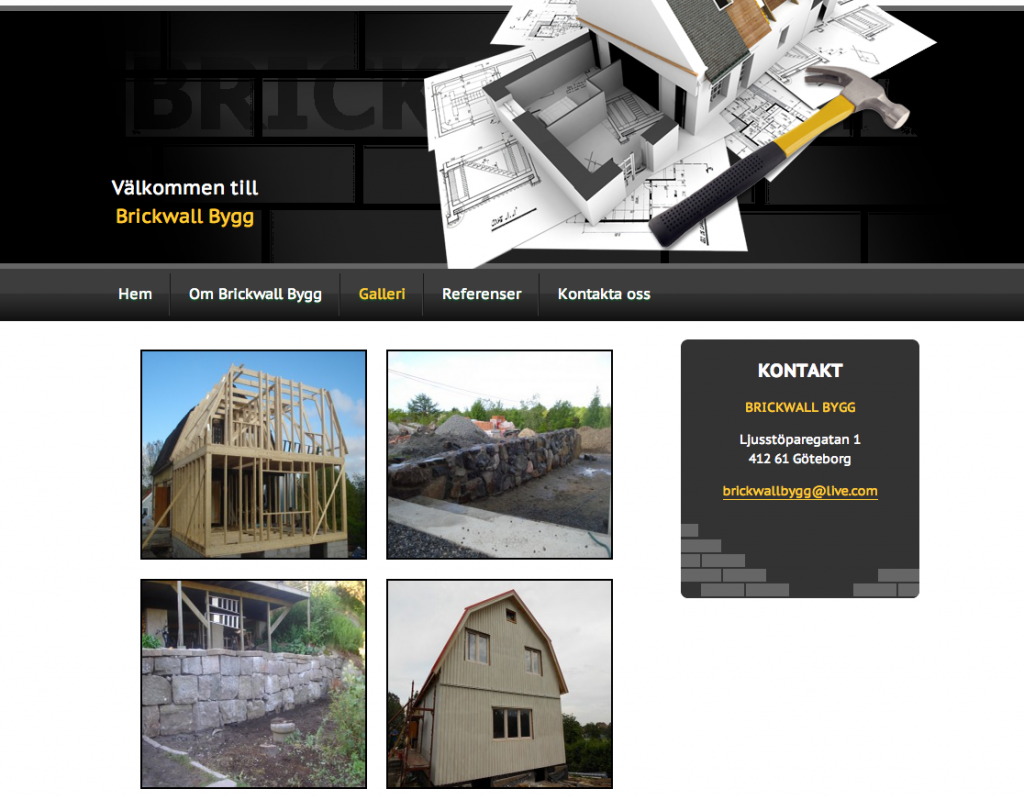 BRICK
Välkommen till
Brickwall Bygg
Hem
Om Brickwall Bygg
Galleri
Referenser
Kontakta oss
KONTAKT
BRICKWALL BYGG
Ljusstöparegatan 1
412 61 Göteborg
brickwallbygg@live.com